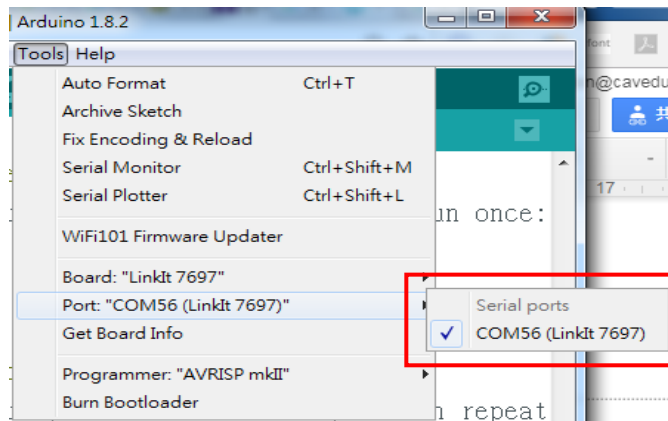 Arduino 1.8.2
Tools Help
Auto Format Ctrl+T
Archive Sketch
Fix Encoding & Reload
Serial Monitor Ctrl+Shift+M
Serial Plotter Ctrl+Shift+L
un once:
WiFi101 Firmware Updater
Board: "LinkIt 7697"
Port: "COM56 (LinkIt 7697)"
Serial ports
COM56 (LinkIt 7697)
Get Board Info
Programmer: "AVRISP mkII"
Burn Bootloader
n repeat
font
n@cavedu
共
17